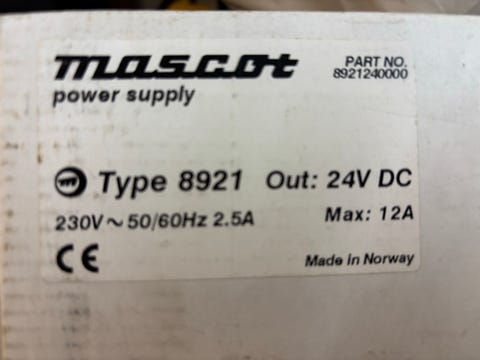 mascot
power supply
PART NO.
8921240000
Type 8921 Out: 24V DC
230V ~ 50/60Hz 2.5A Max: 12A
CE
Made in Norway